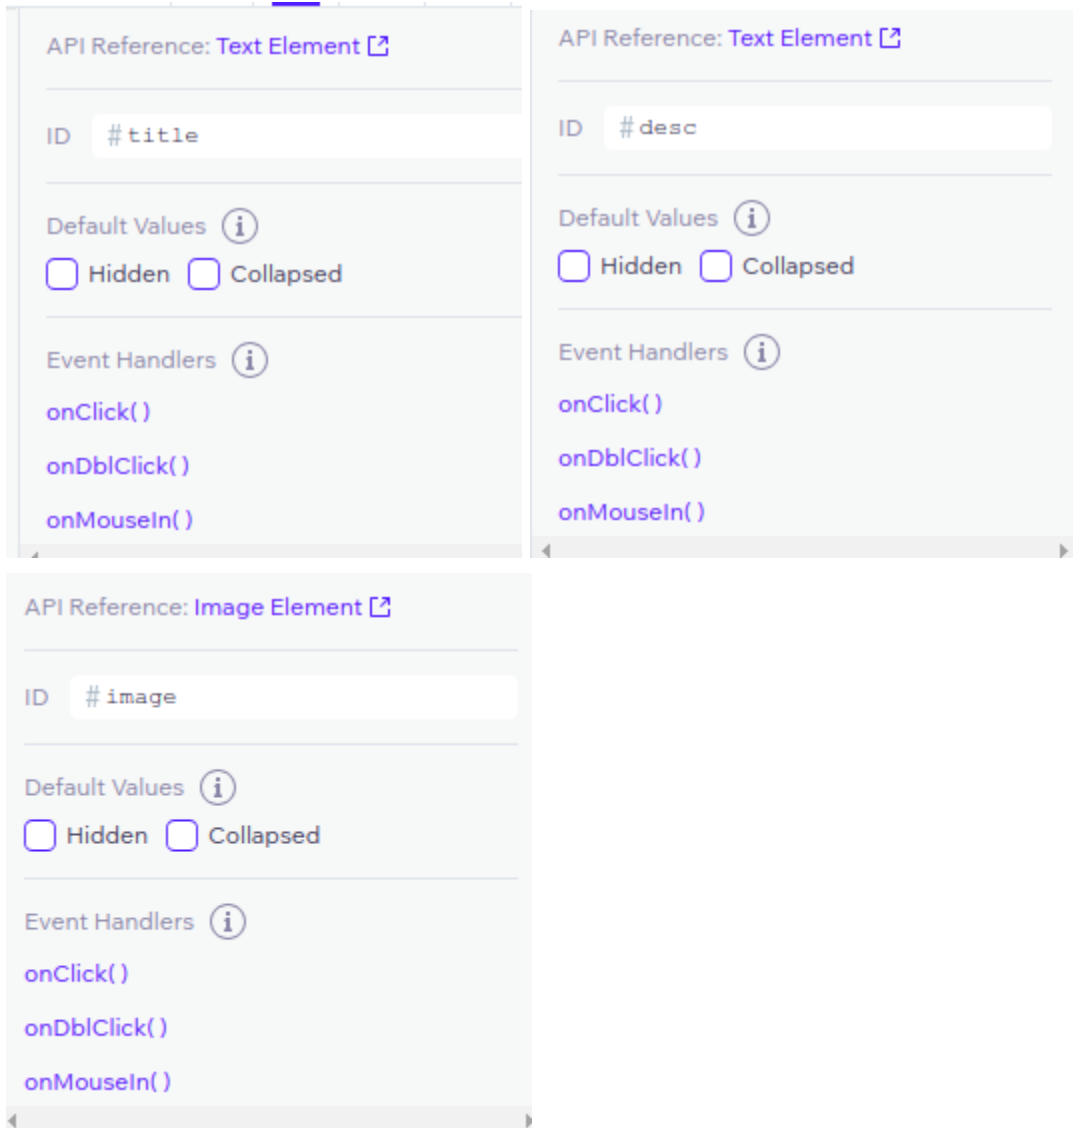 API Reference: Text Element
ID #title
Default Values
Hidden Collapsed
Event Handlers
onClick( )
onDblClick( )
onMouseIn( )
API Reference: Text Element
ID #desc
Default Values
Hidden Collapsed
Event Handlers
onClick( )
onDblClick( )
onMouseIn( )
API Reference: Image Element
ID #image
Default Values
Hidden Collapsed
Event Handlers
onClick( )
onDblClick( )
onMouseIn( )